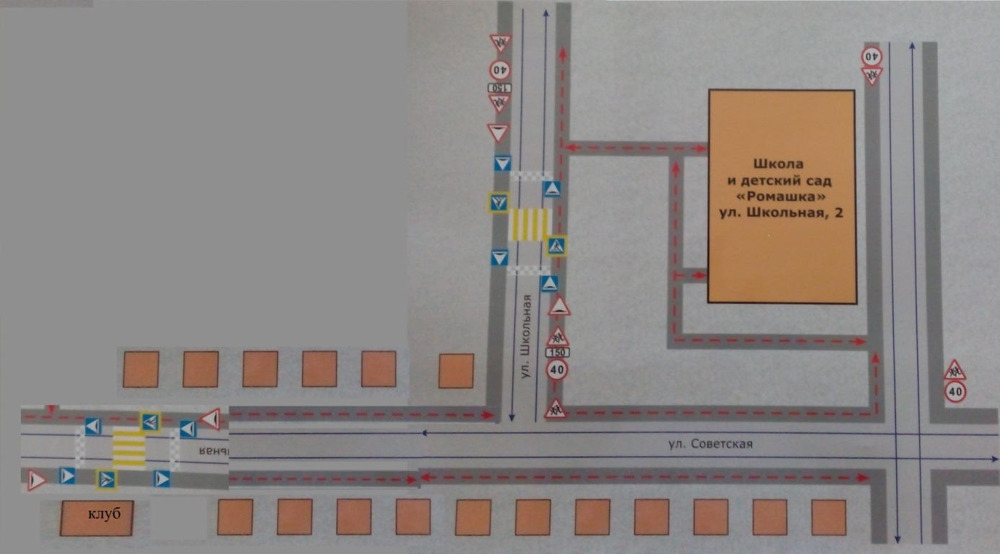 40
40
150
Школа
и детский сад
«Ромашка»
ул. Школьная, 2
ул. Школьная
150
40
40
ул. Советская
клуб